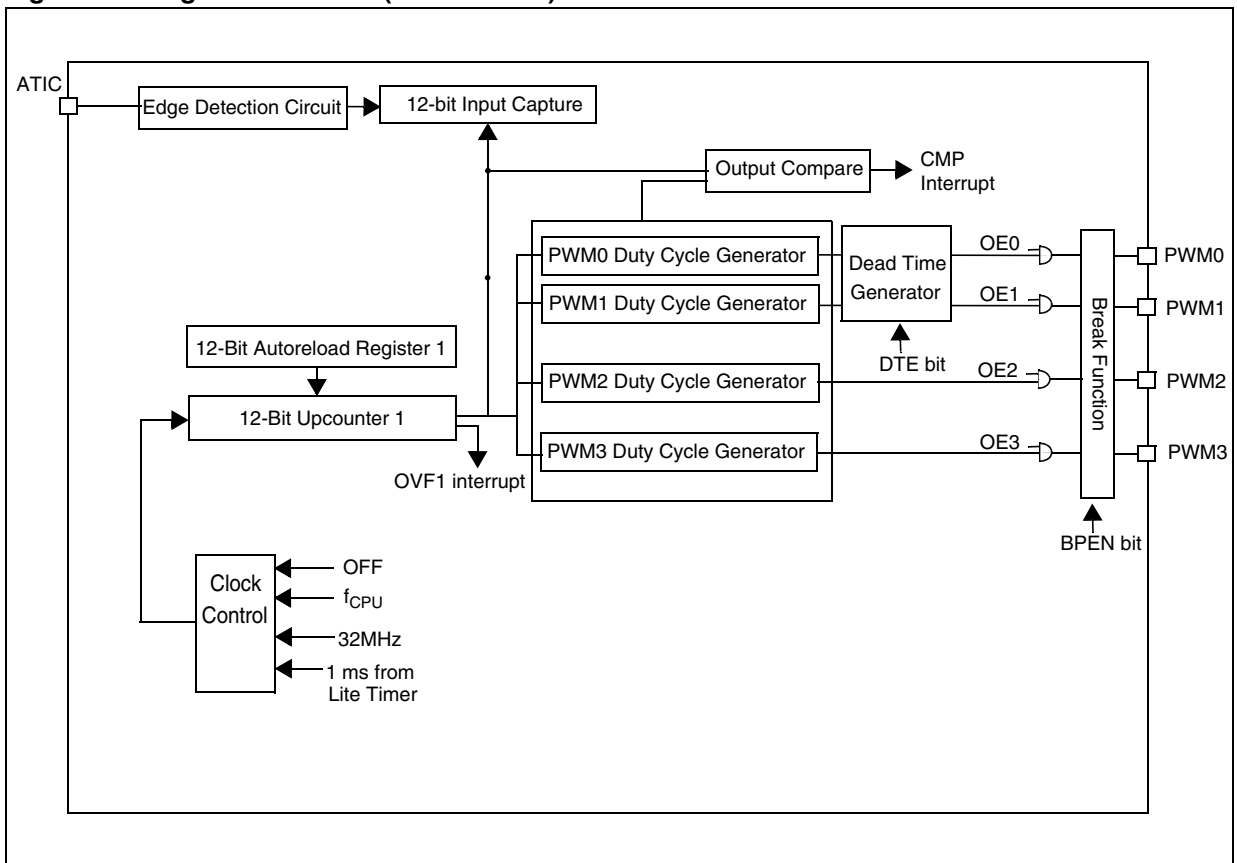 ATIC
Edge Detection Circuit
12-bit Input Capture
Output Compare
CMP
Interrupt
PWM0 Duty Cycle Generator
PWM1 Duty Cycle Generator
PWM2 Duty Cycle Generator
PWM3 Duty Cycle Generator
Dead Time
Generator
DTE bit
OE0
OE1
OE2
OE3
Break Function
BPEN bit
PWM0
PWM1
PWM2
PWM3
12-Bit Autoreload Register 1
12-Bit Upcounter 1
OVF1 interrupt
Clock
Control
OFF
fCPU
32MHz
1 ms from
Lite Timer